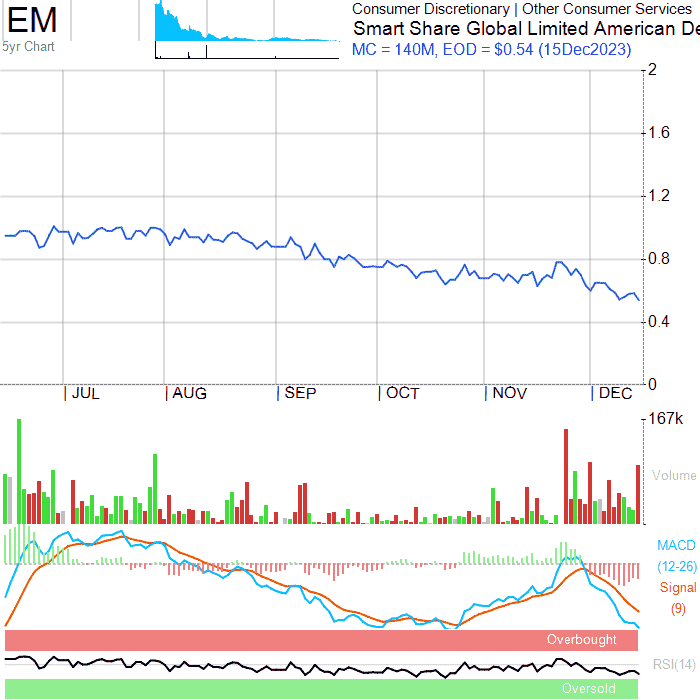 EM
5yr Chart
Consumer Discretionary | Other Consumer Services
Smart Share Global Limited American De
MC = 140M, EOD = $0.54 (15Dec2023)
2
1.6
1.2
0.8
0.4
0
JUL AUG SEP OCT NOV DEC
167k
Volume
MACD
(12-26)
Signal
(9)
Overbought
RSI(14)
Oversold